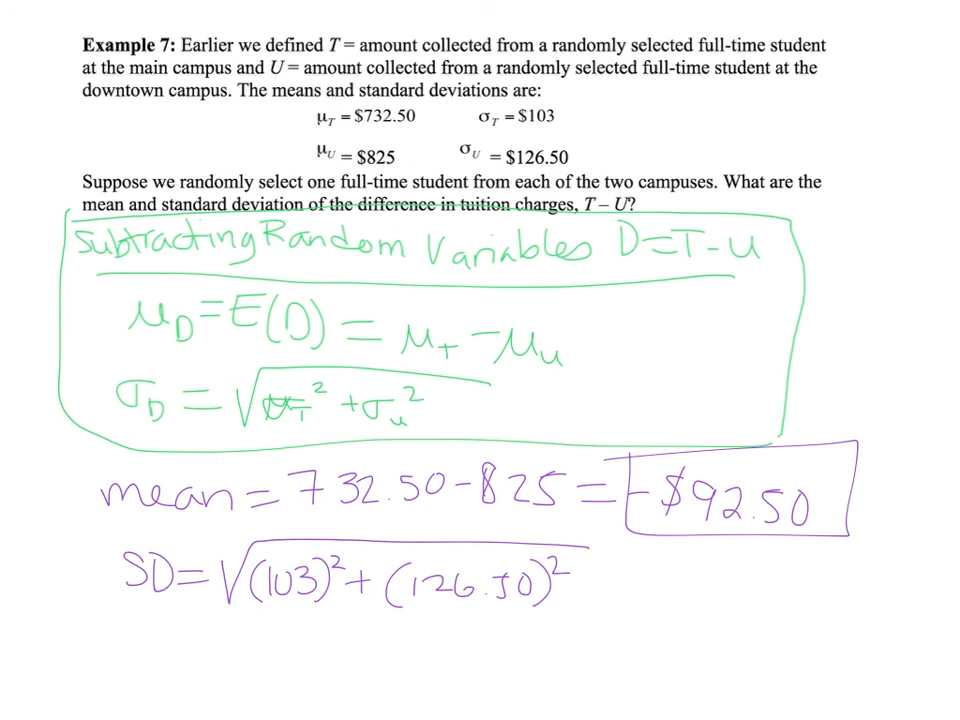 Example 7: Earlier we defined T = amount collected from a randomly selected full-time student
at the main campus and U = amount collected from a randomly selected full-time student at the
downtown campus. The means and standard deviations are:
μT = $732.50 σT = $103
μU = $825 σU = $126.50
Suppose we randomly select one full-time student from each of the two campuses. What are the
mean and standard deviation of the difference in tuition charges, T – U?
Subtracting Random Variables D=T-U
μD=E(D)=μT-μu
σD=√σT²+σu²
mean=732.50-825=-$92.50
SD=√(103)²+(126.50)²